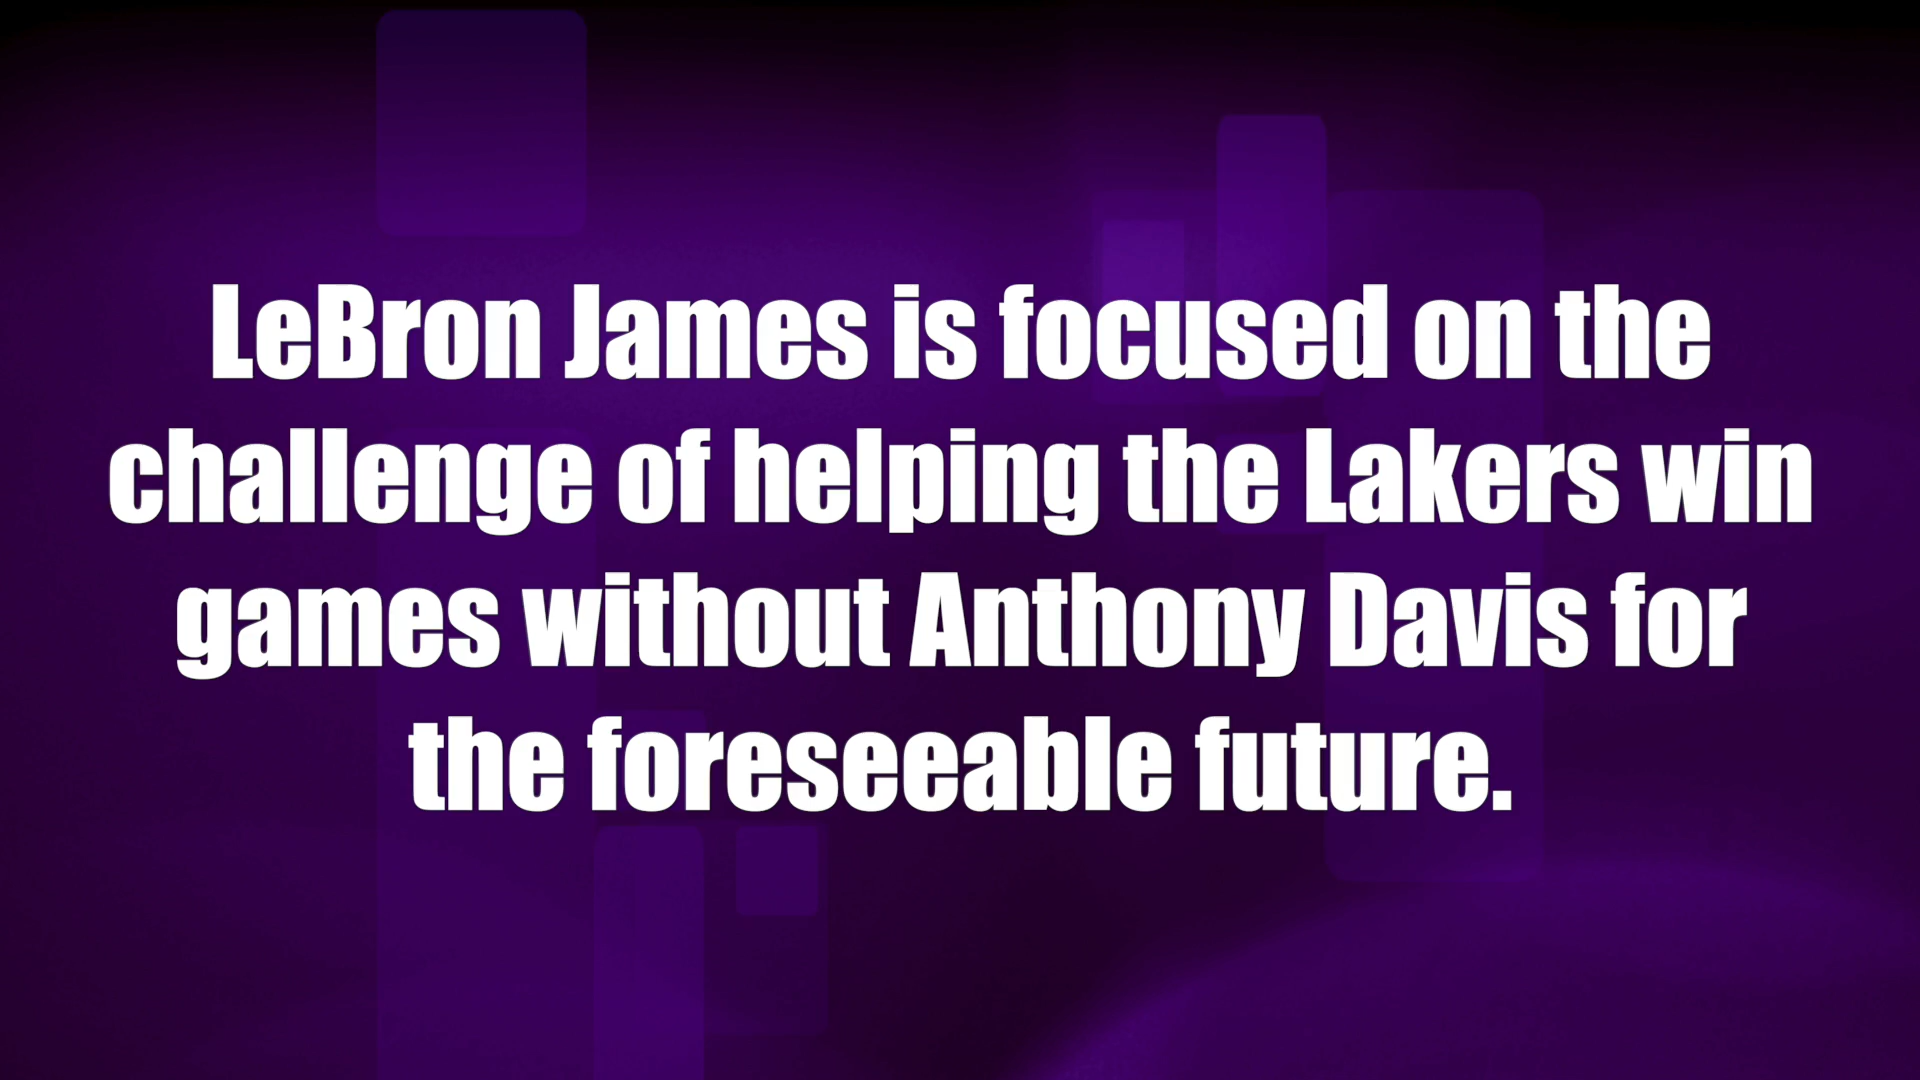 LeBron James is focused on the
challenge of helping the Lakers win
games without Anthony Davis for
the foreseeable future.